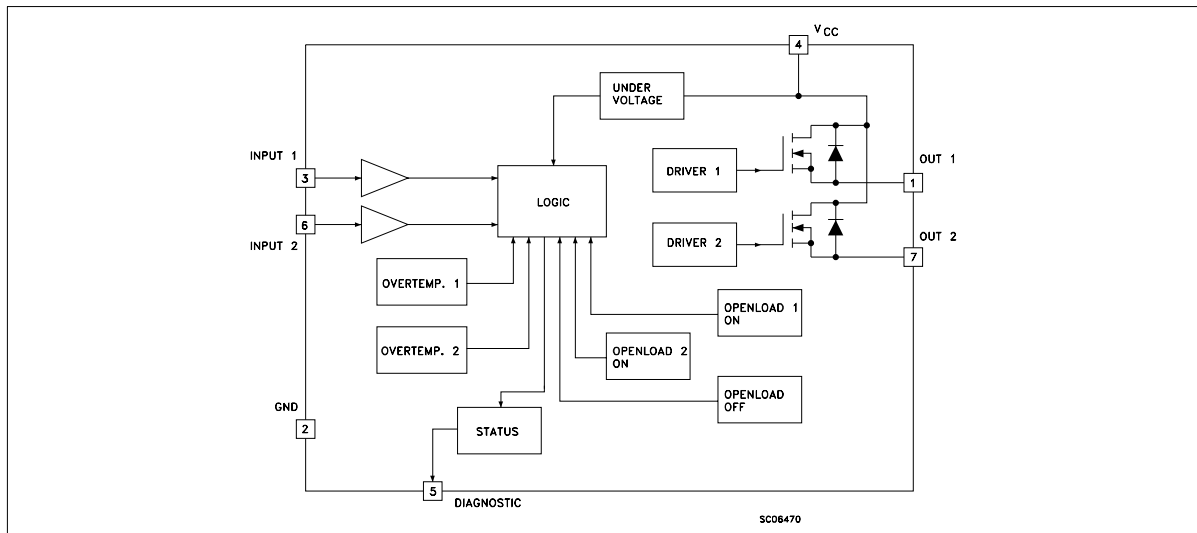 VCC
4
UNDER
VOLTAGE
INPUT 1
3
DRIVER 1
OUT 1
1
LOGIC
6
INPUT 2
DRIVER 2
OUT 2
7
OVERTEMP. 1
OPENLOAD 1
ON
OVERTEMP. 2
OPENLOAD 2
ON
OPENLOAD
OFF
GND
2
STATUS
5
DIAGNOSTIC
SC06470